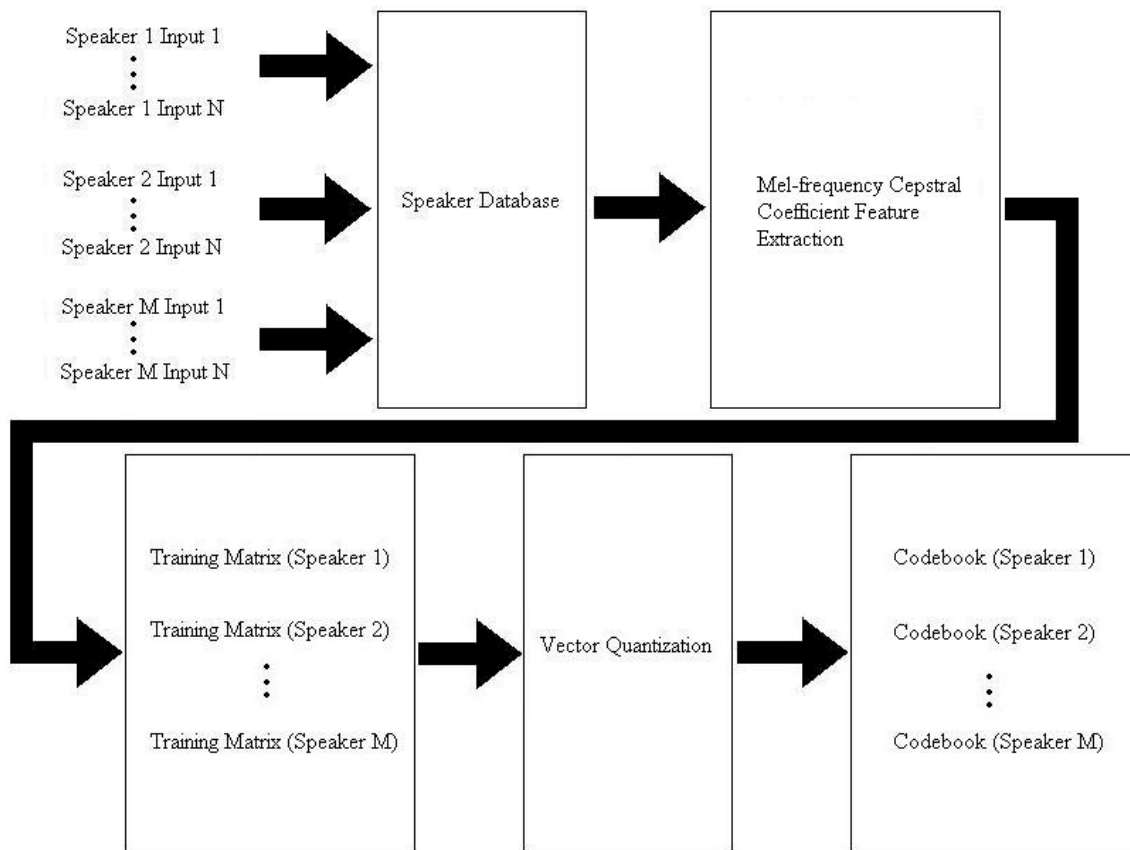 Speaker 1 Input 1
Speaker 1 Input N
Speaker 2 Input 1
Speaker 2 Input N
Speaker M Input 1
Speaker M Input N
Speaker Database
Mel-frequency Cepstral
Coefficient Feature
Extraction
Training Matrix (Speaker 1)
Training Matrix (Speaker 2)
Training Matrix (Speaker M)
Vector Quantization
Codebook (Speaker 1)
Codebook (Speaker 2)
Codebook (Speaker M)